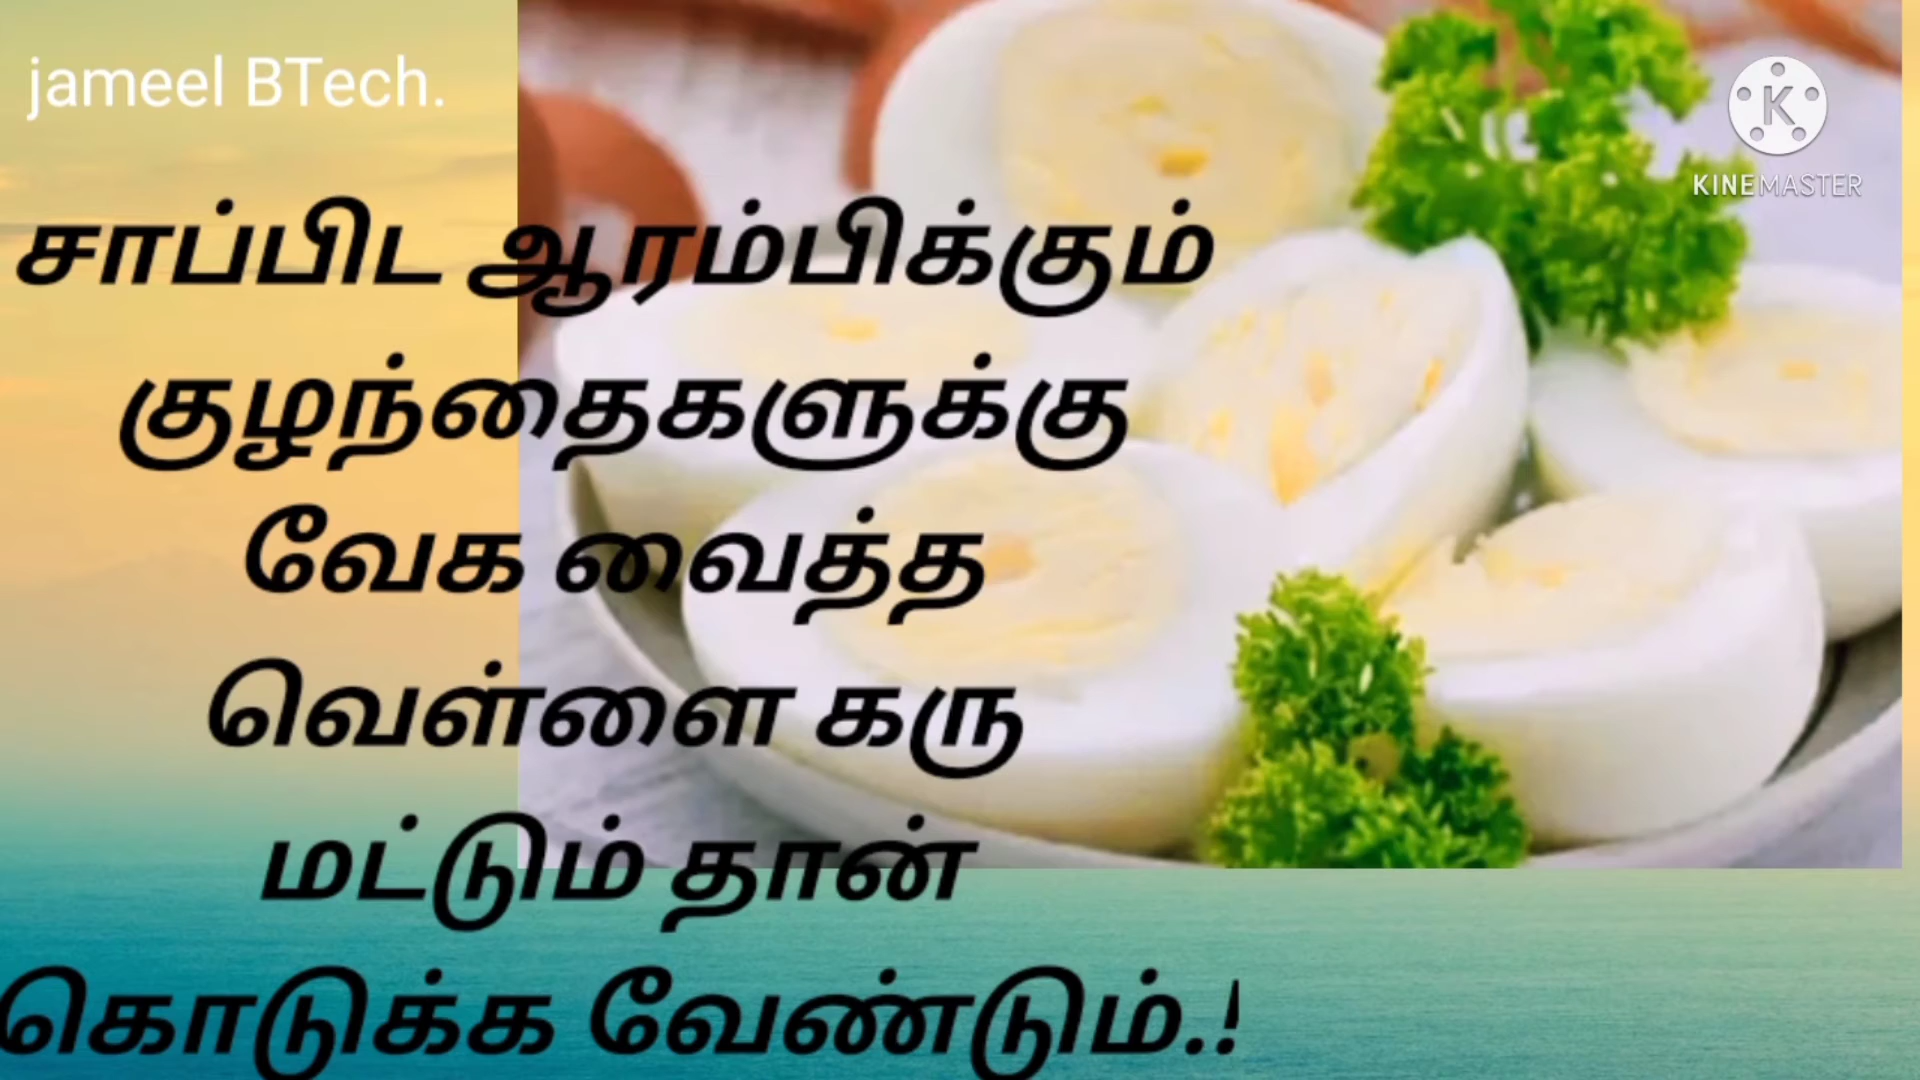 jameel BTech.
KINEMASTER
சாப்பிட ஆரம்பிக்கும்
குழந்தைகளுக்கு
வேக வைத்த
வெள்ளை கரு
மட்டும் தான்
கொடுக்க வேண்டும்.!